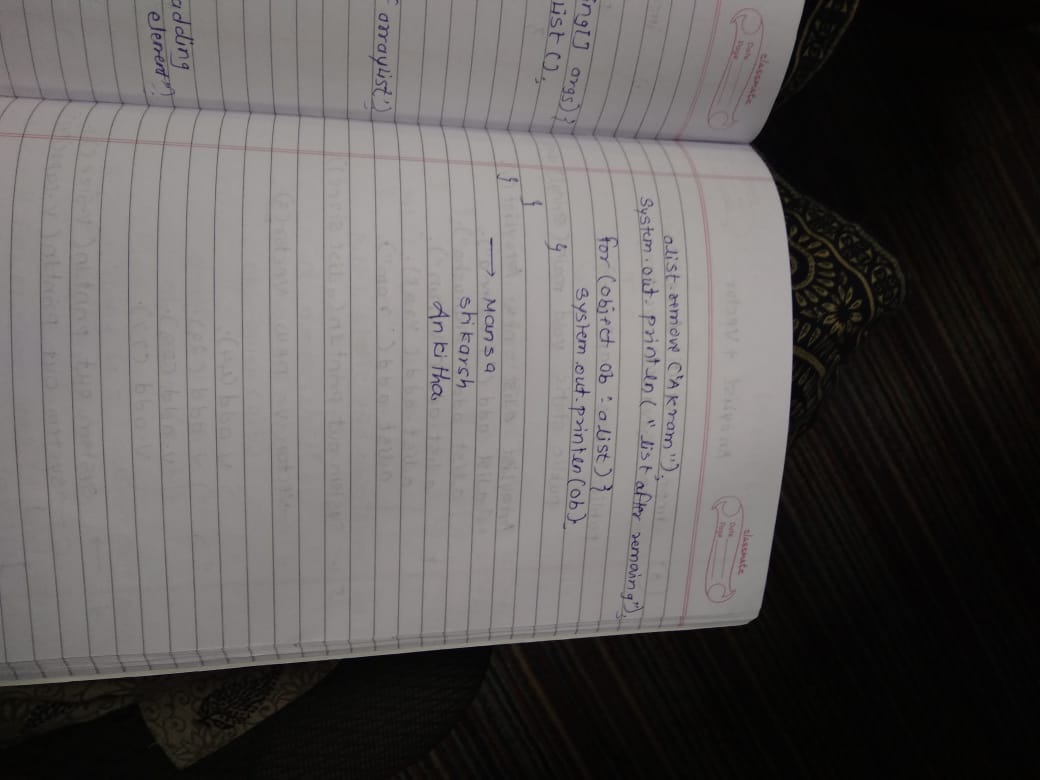 classmate
Date
Page
ing[] args) {
List ();
arraylist')
adding
element")
classmate
Date
Page
alist.remove ("Akram");
System.out.println( "list after remaing");
for (object ob : alist) {
System.out.println(ob);
}
}
}
→ Mansa
Shikarsh
Ankitha